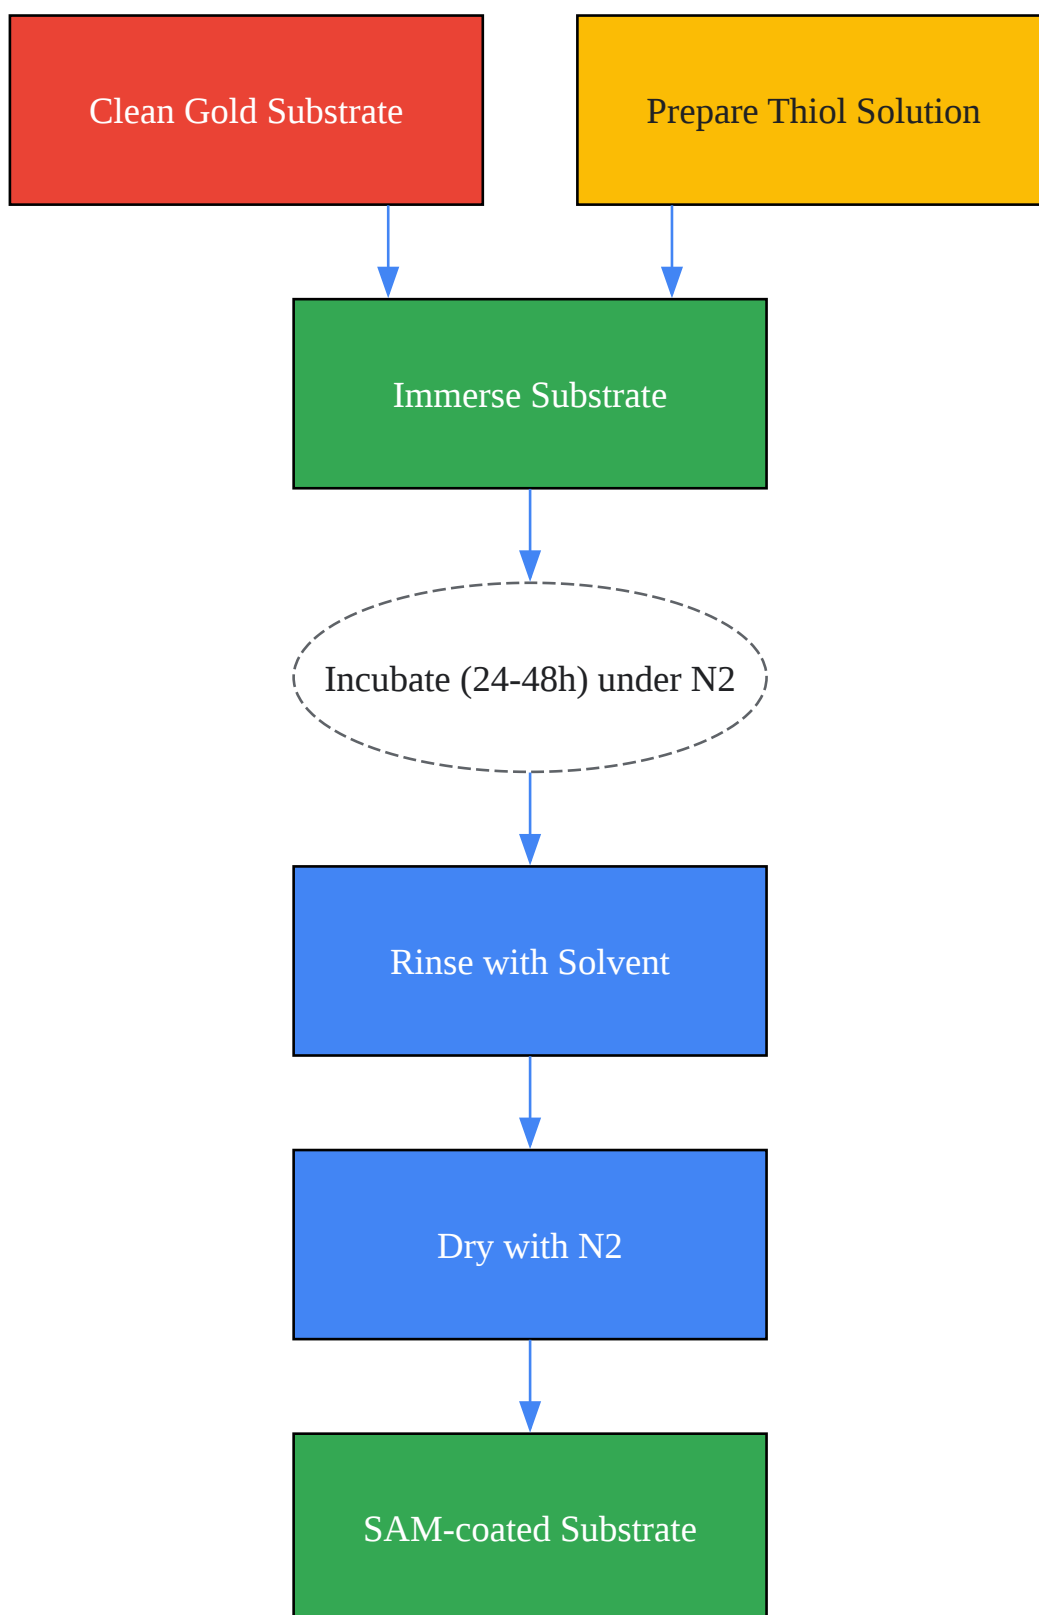 Clean Gold Substrate
Prepare Thiol Solution
Immerse Substrate
Incubate (24-48h) under N2
Rinse with Solvent
Dry with N2
SAM-coated Substrate